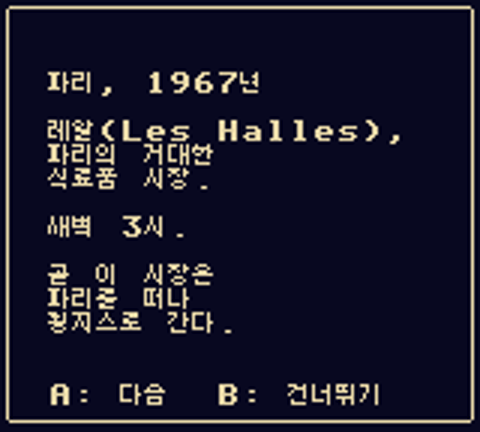 파리, 1967년
레알(Les Halles),
파리의 거대한
식료품 시장.
새벽 3시.
곧 이 시장은
파리를 떠나
렁지스로 간다.
A: 다음 B: 건너뛰기